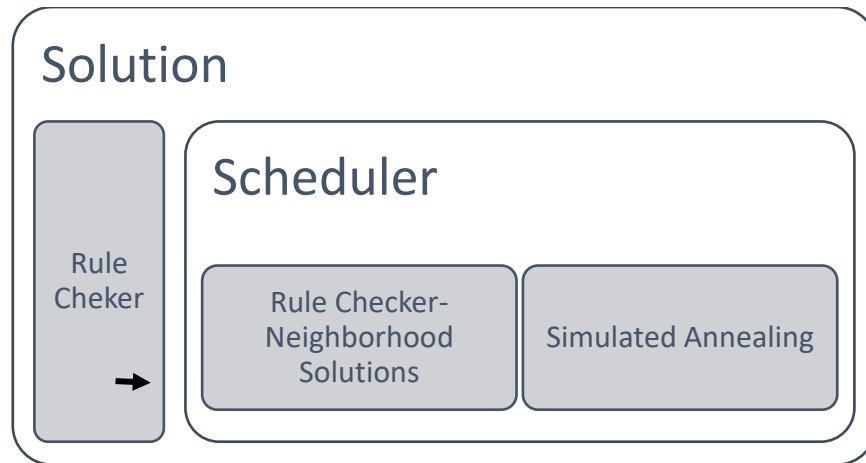 Solution
Rule
Cheker
Scheduler
Rule Checker-
Neighborhood
Solutions
Simulated Annealing